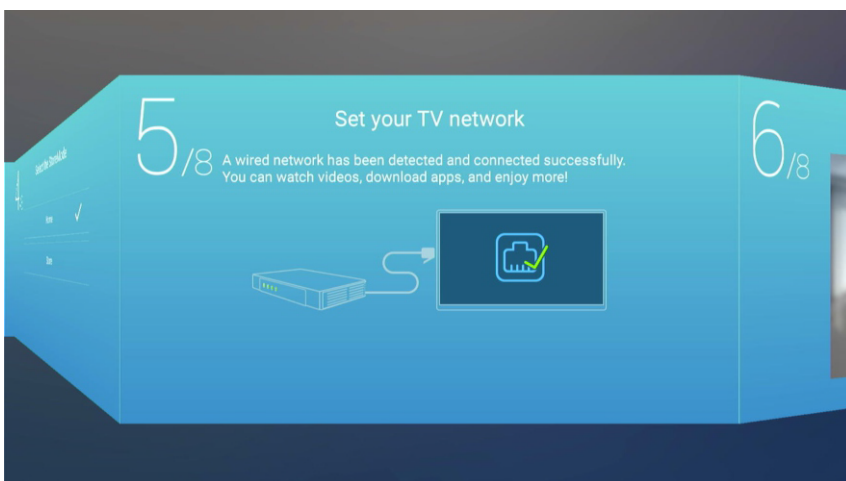 Home
5/8
Set your TV network
A wired network has been detected and connected successfully.
You can watch videos, download apps, and enjoy more!
6/8